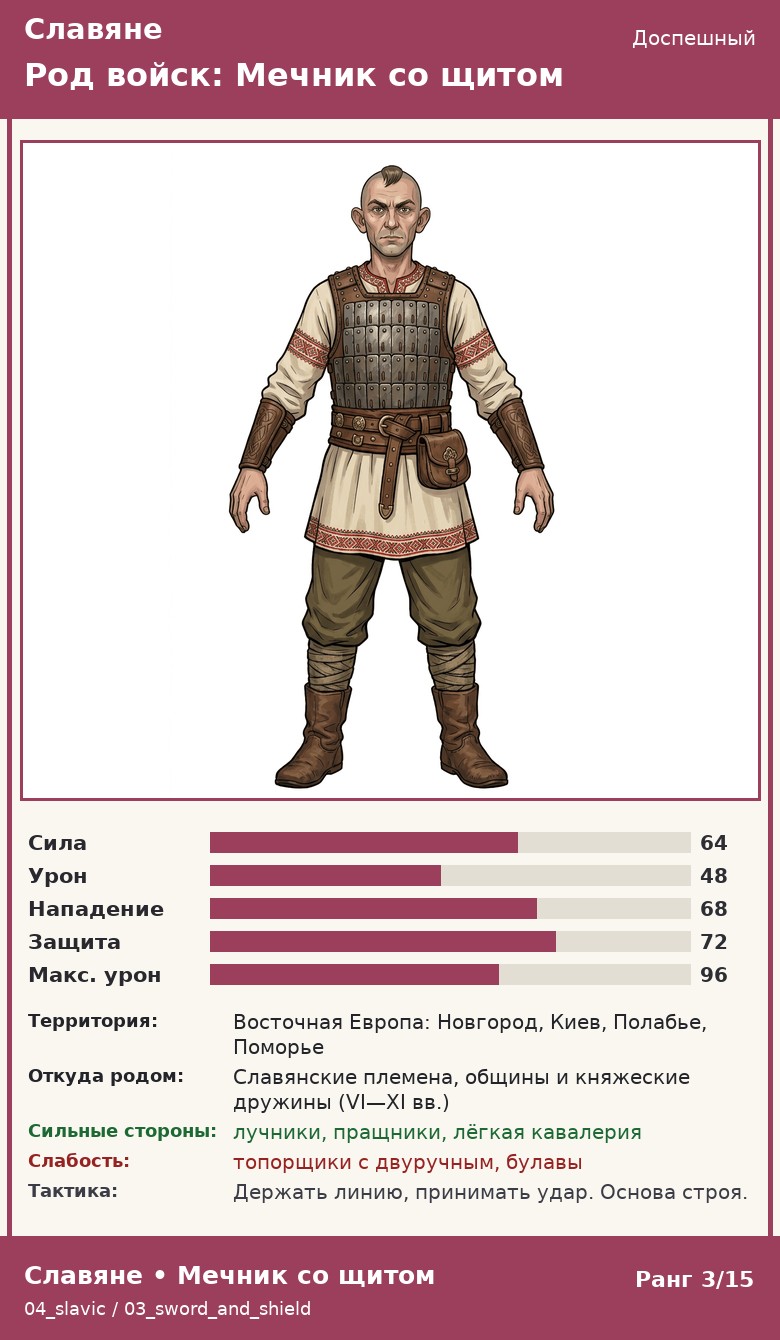 Славяне
Доспешный
Род войск: Мечник со щитом
Сила 64
Урон 48
Нападение 68
Защита 72
Макс. урон 96
Территория: Восточная Европа: Новгород, Киев, Полабье,
Поморье
Откуда родом: Славянские племена, общины и княжеские
дружины (VI—XI вв.)
Сильные стороны: лучники, пращники, лёгкая кавалерия
Слабость: топорщики с двуручным, булавы
Тактика: Держать линию, принимать удар. Основа строя.
Славяне • Мечник со щитом
Ранг 3/15
04_slavic / 03_sword_and_shield